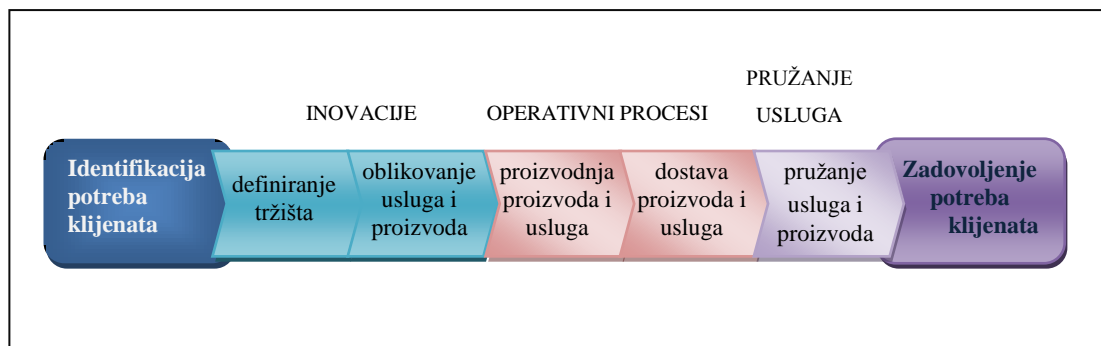 INOVACIJE
OPERATIVNI PROCESI
PRUŽANJE
USLUGA
Identifikacija
potreba
klijenata
definiranje
tržišta
oblikovanje
usluga i
proizvoda
proizvodnja
proizvoda i
usluga
dostava
proizvoda i
usluga
pružanje
usluga i
proizvoda
Zadovoljenje
potreba
klijenata